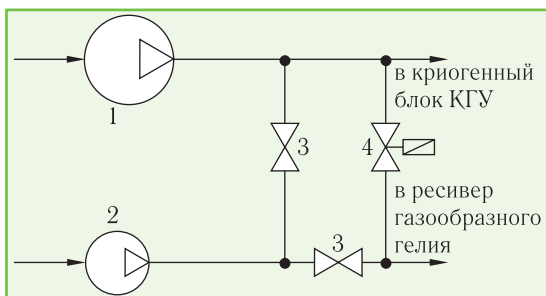 1
в криогенный
блок КГУ
3
4
2
в ресивер
газообразного
гелия
3